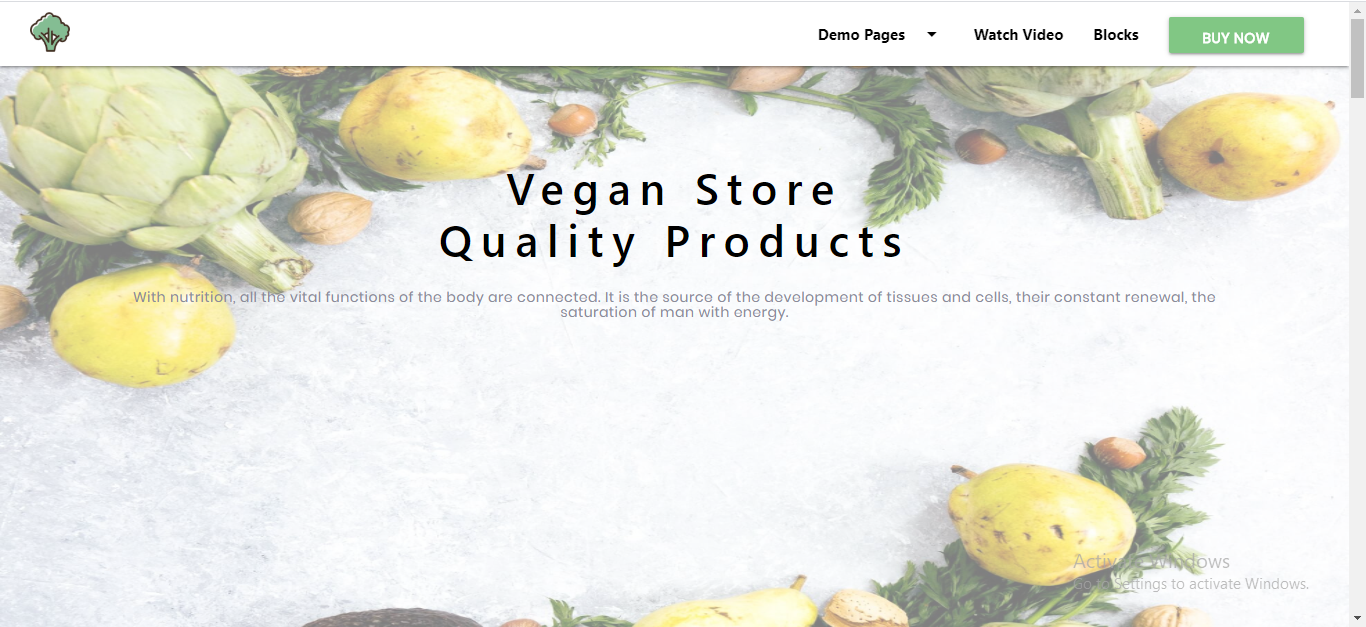 Demo Pages
Watch Video
Blocks
BUY NOW
Vegan Store
Quality Products
With nutrition, all the vital functions of the body are connected. It is the source of the development of tissues and cells, their constant renewal, the
saturation of man with energy.
Activate Windows
Go to Settings to activate Windows.